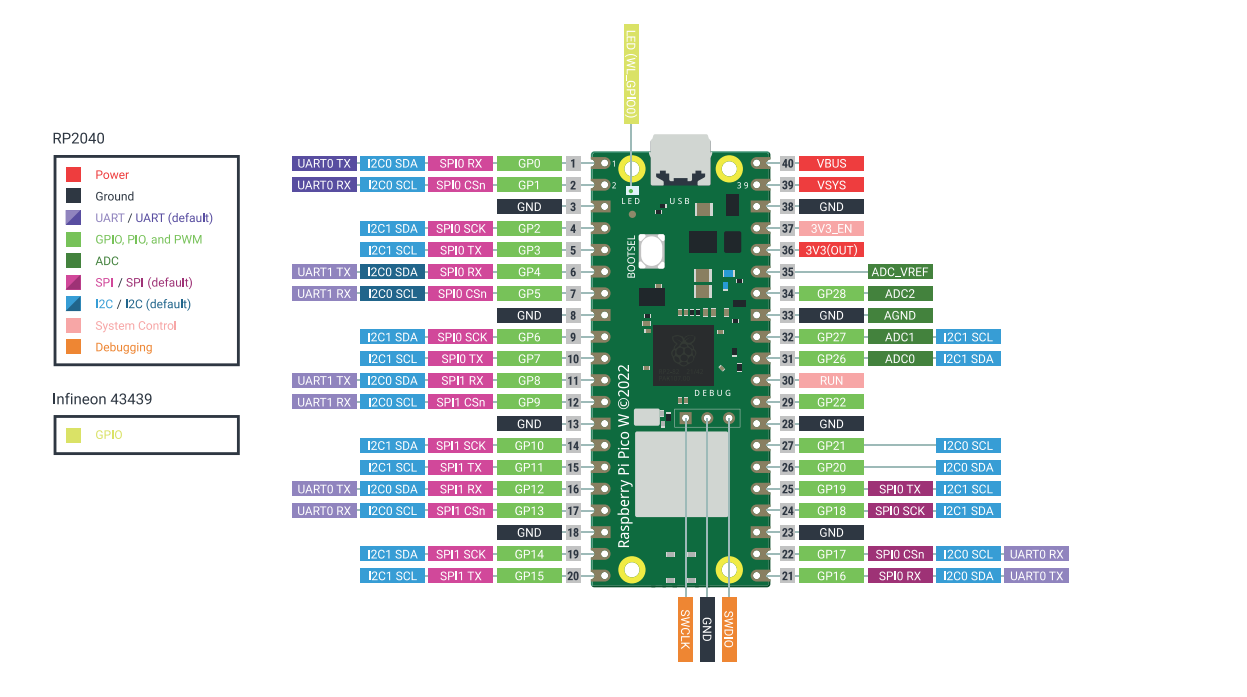 LED (WL_GPIO0)
RP2040
Power
Ground
UART / UART (default)
GPIO, PIO, and PWM
ADC
SPI / SPI (default)
I2C / I2C (default)
System Control
Debugging
Infineon 43439
GPIO
UART0 TX I2C0 SDA SPI0 RX GP0 1
UART0 RX I2C0 SCL SPI0 CSn GP1 2
GND 3
I2C1 SDA SPI0 SCK GP2 4
I2C1 SCL SPI0 TX GP3 5
UART1 TX I2C0 SDA SPI0 RX GP4 6
UART1 RX I2C0 SCL SPI0 CSn GP5 7
GND 8
I2C1 SDA SPI0 SCK GP6 9
I2C1 SCL SPI0 TX GP7 10
UART1 TX I2C0 SDA SPI1 RX GP8 11
UART1 RX I2C0 SCL SPI1 CSn GP9 12
GND 13
I2C1 SDA SPI1 SCK GP10 14
I2C1 SCL SPI1 TX GP11 15
UART0 TX I2C0 SDA SPI1 RX GP12 16
UART0 RX I2C0 SCL SPI1 CSn GP13 17
GND 18
I2C1 SDA SPI1 SCK GP14 19
I2C1 SCL SPI1 TX GP15 20
1
2
39
LED
USB
BOOTSEL
DEBUG
Raspberry Pi Pico W ©2022
40 VBUS
39 VSYS
38 GND
37 3V3_EN
36 3V3(OUT)
35 ADC_VREF
34 GP28 ADC2
33 GND AGND
32 GP27 ADC1 I2C1 SCL
31 GP26 ADC0 I2C1 SDA
30 RUN
29 GP22
28 GND
27 GP21 I2C0 SCL
26 GP20 I2C0 SDA
25 GP19 SPI0 TX I2C1 SCL
24 GP18 SPI0 SCK I2C1 SDA
23 GND
22 GP17 SPI0 CSn I2C0 SCL UART0 RX
21 GP16 SPI0 RX I2C0 SDA UART0 TX
SWCLK
GND
SWDIO